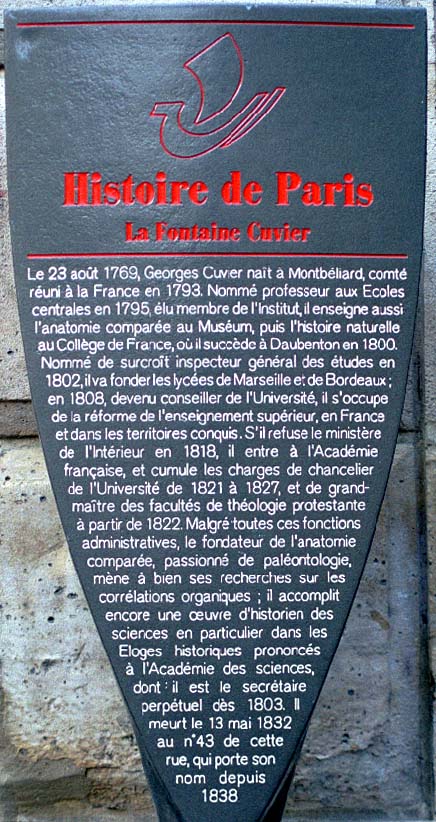 Histoire de Paris
La Fontaine Cuvier
Le 23 août 1769, Georges Cuvier naît à Montbéliard, comté
réuni à la France en 1793. Nommé professeur aux Ecoles
centrales en 1795, élu membre de l'Institut, il enseigne aussi
l'anatomie comparée au Muséum, puis l'histoire naturelle
au Collège de France, où il succède à Daubenton en 1800.
Nommé de surcroît inspecteur général des études en
1802, il va fonder les lycées de Marseille et de Bordeaux ;
en 1808, devenu conseiller de l'Université, il s'occupe
de la réforme de l'enseignement supérieur, en France
et dans les territoires conquis. S'il refuse le ministère
de l'Intérieur en 1818, il entre à l'Académie
française, et cumule les charges de chancelier
de l'Université de 1821 à 1827, et de grand-
maître des facultés de théologie protestante
à partir de 1822. Malgré toutes ces fonctions
administratives, le fondateur de l'anatomie
comparée, passionné de paléontologie,
mène à bien ses recherches sur les
corrélations organiques ; il accomplit
encore une œuvre d'historien des
sciences en particulier dans les
Eloges historiques prononcés
à l'Académie des sciences,
dont il est le secrétaire
perpétuel dès 1803. Il
meurt le 13 mai 1832
au n°43 de cette
rue, qui porte son
nom depuis
1838